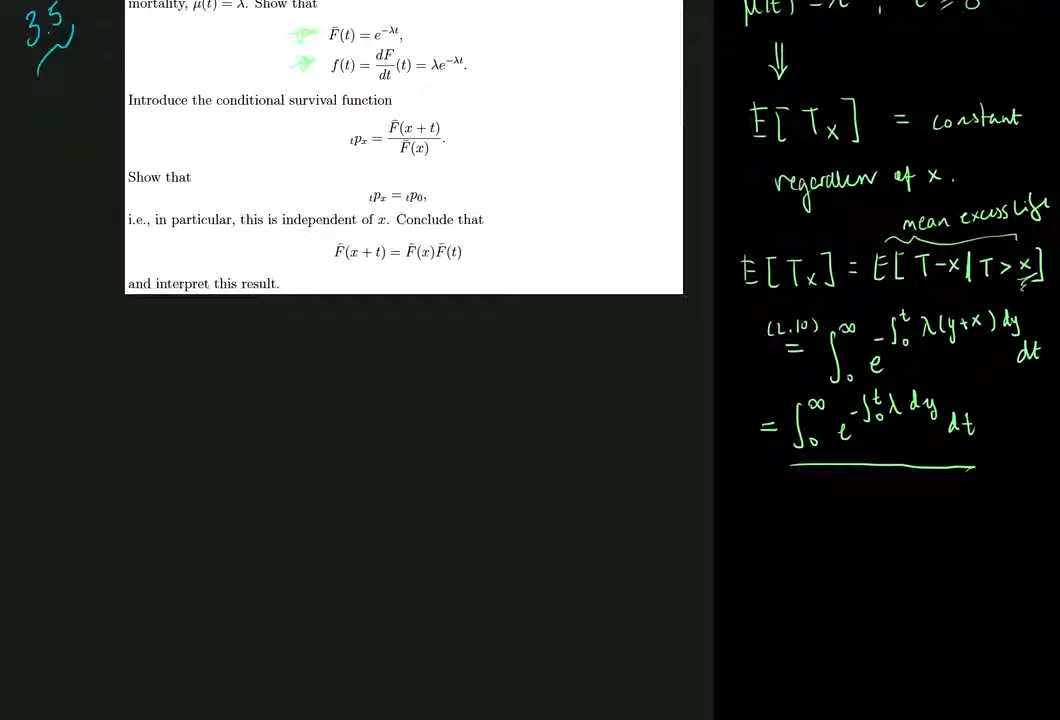 3.5
mortality, μ(t) = λ. Show that
F̄(t) = e^{-λt},
f(t) = dF/dt (t) = λe^{-λt}.
Introduce the conditional survival function
ₜpₓ = F̄(x + t) / F̄(x).
Show that
ₜpₓ = ₜp₀,
i.e., in particular, this is independent of x. Conclude that
F̄(x + t) = F̄(x)F̄(t)
and interpret this result.
⇓
E[Tₓ] = constant
regardless of x.
mean excess life
E[Tₓ] = E[T-x | T > x]
(2.10) = ∫₀^∞ e^{-∫₀^t λ(y+x) dy} dt
= ∫₀^∞ e^{-∫₀^t λ dy} dt